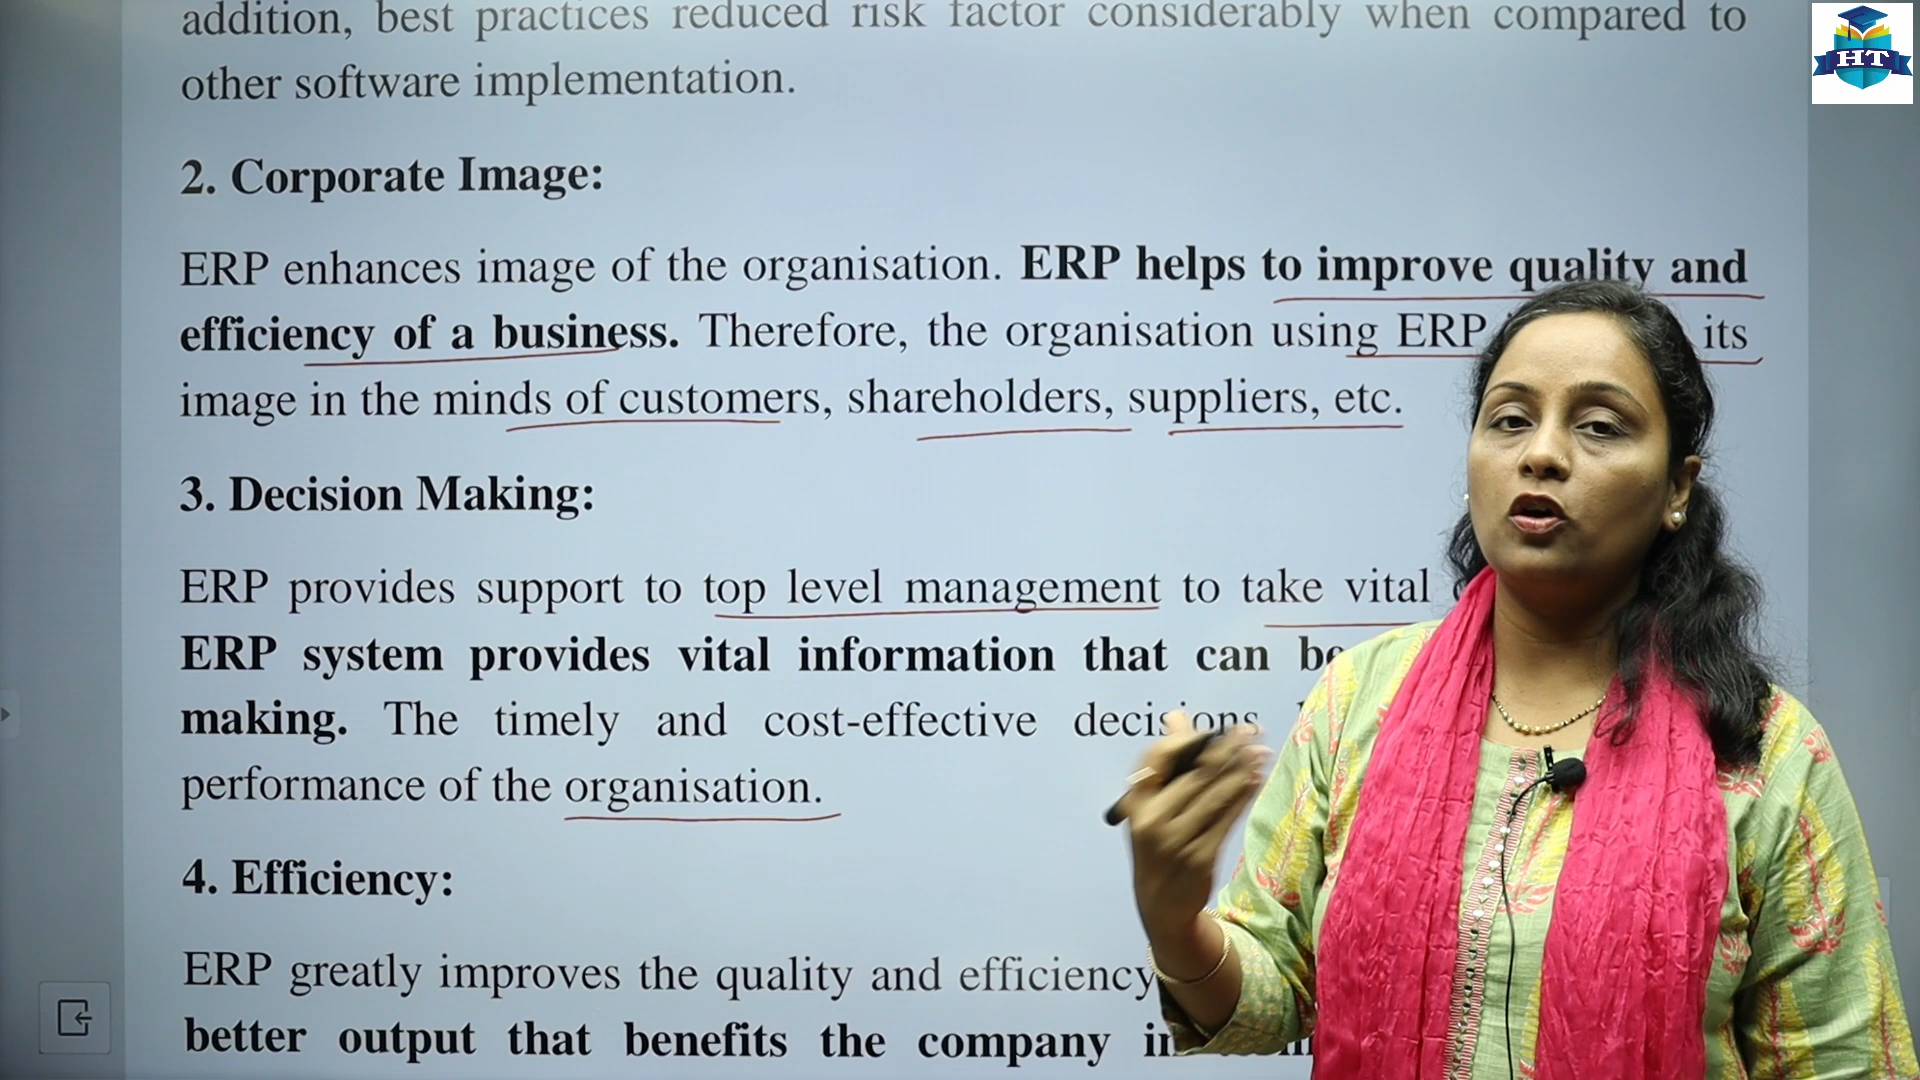 addition, best practices reduced risk factor considerably when compared to
other software implementation.
2. Corporate Image:
ERP enhances image of the organisation. ERP helps to improve quality and
efficiency of a business. Therefore, the organisation using ERP its
image in the minds of customers, shareholders, suppliers, etc.
3. Decision Making:
ERP provides support to top level management to take vital
ERP system provides vital information that can be
making. The timely and cost-effective decisions
performance of the organisation.
4. Efficiency:
ERP greatly improves the quality and efficiency
better output that benefits the company in
HT